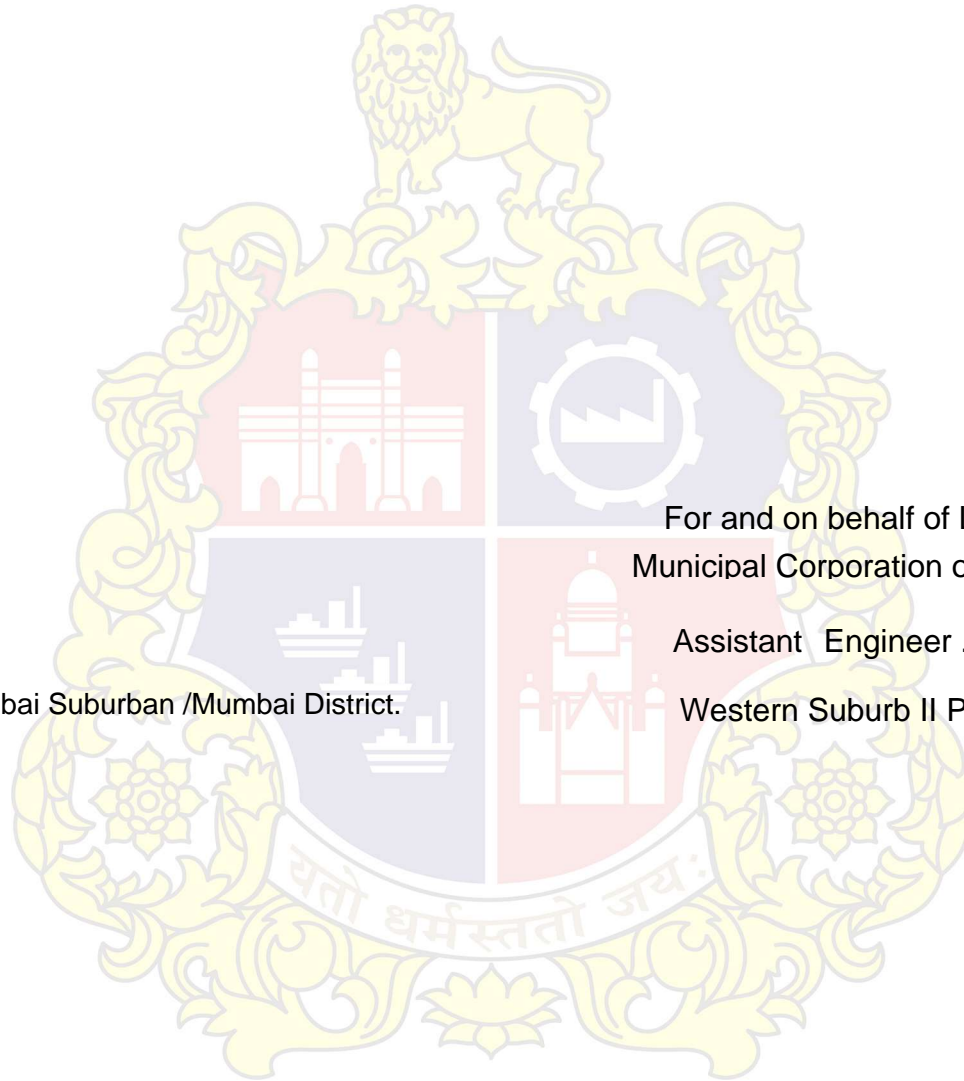 For and on behalf of
Municipal Corporation
Assistant Engineer .
bai Suburban /Mumbai District.
Western Suburb II P
यतो धर्मस्ततो जय: